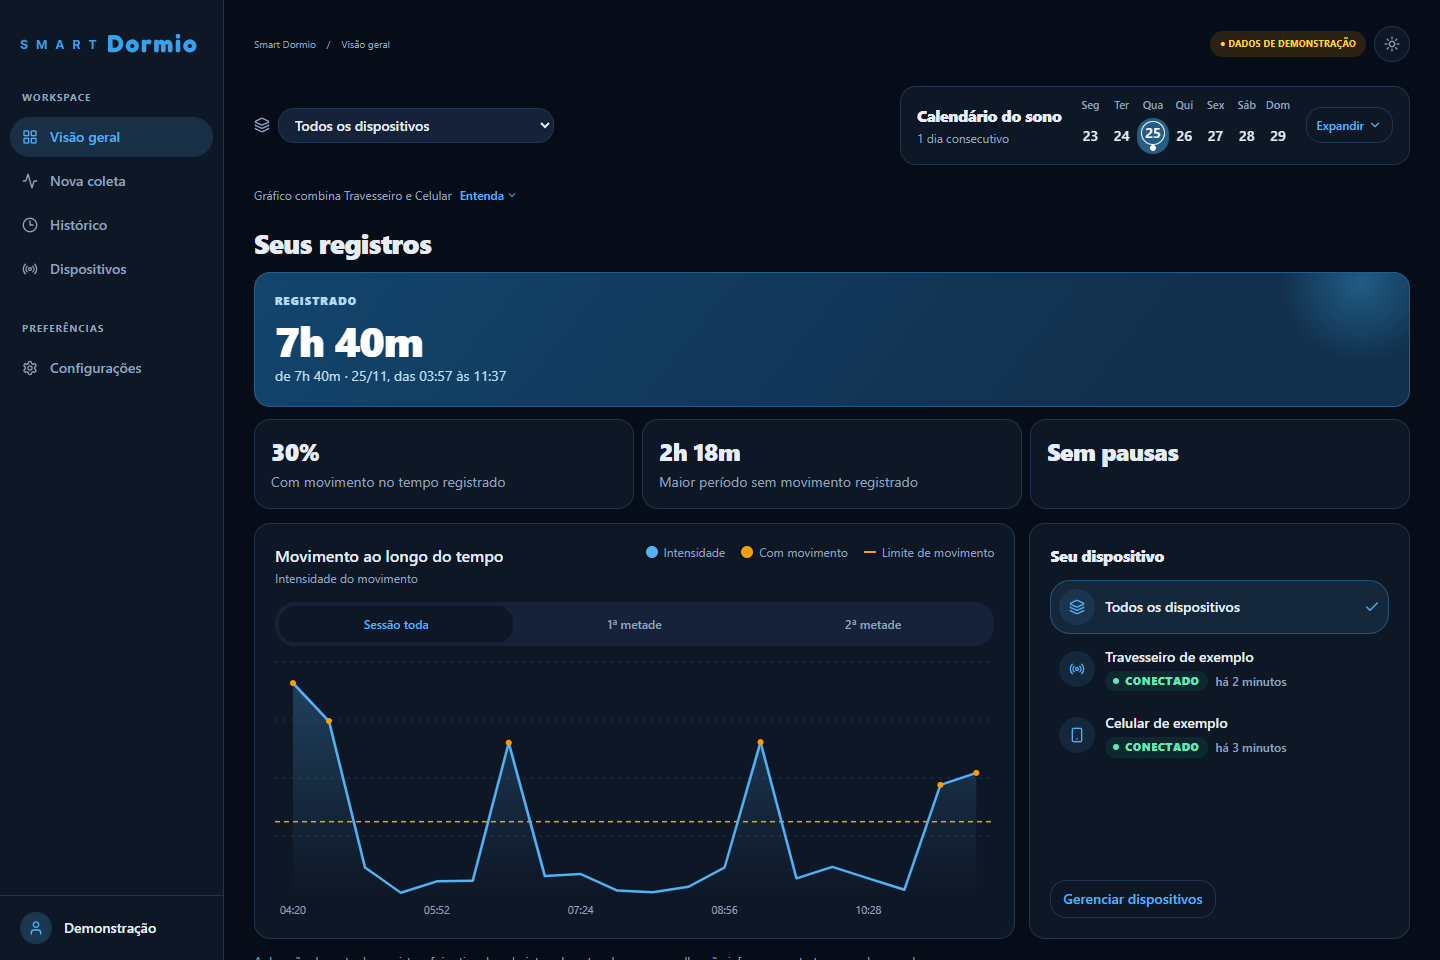 SMART Dormio
WORKSPACE
Visão geral
Nova coleta
Histórico
Dispositivos
PREFERÊNCIAS
Configurações
Demonstração
Smart Dormio / Visão geral
DADOS DE DEMONSTRAÇÃO
Todos os dispositivos
Calendário do sono
1 dia consecutivo
Seg Ter Qua Qui Sex Sáb Dom
23 24 25 26 27 28 29
Expandir
Gráfico combina Travesseiro e Celular Entenda
Seus registros
REGISTRADO
7h 40m
de 7h 40m · 25/11, das 03:57 às 11:37
30%
Com movimento no tempo registrado
2h 18m
Maior período sem movimento registrado
Sem pausas
Movimento ao longo do tempo
Intensidade do movimento
Intensidade Com movimento Limite de movimento
Sessão toda 1ª metade 2ª metade
04:20 05:52 07:24 08:56 10:28
Seu dispositivo
Todos os dispositivos
Travesseiro de exemplo
CONECTADO há 2 minutos
Celular de exemplo
CONECTADO há 3 minutos
Gerenciar dispositivos